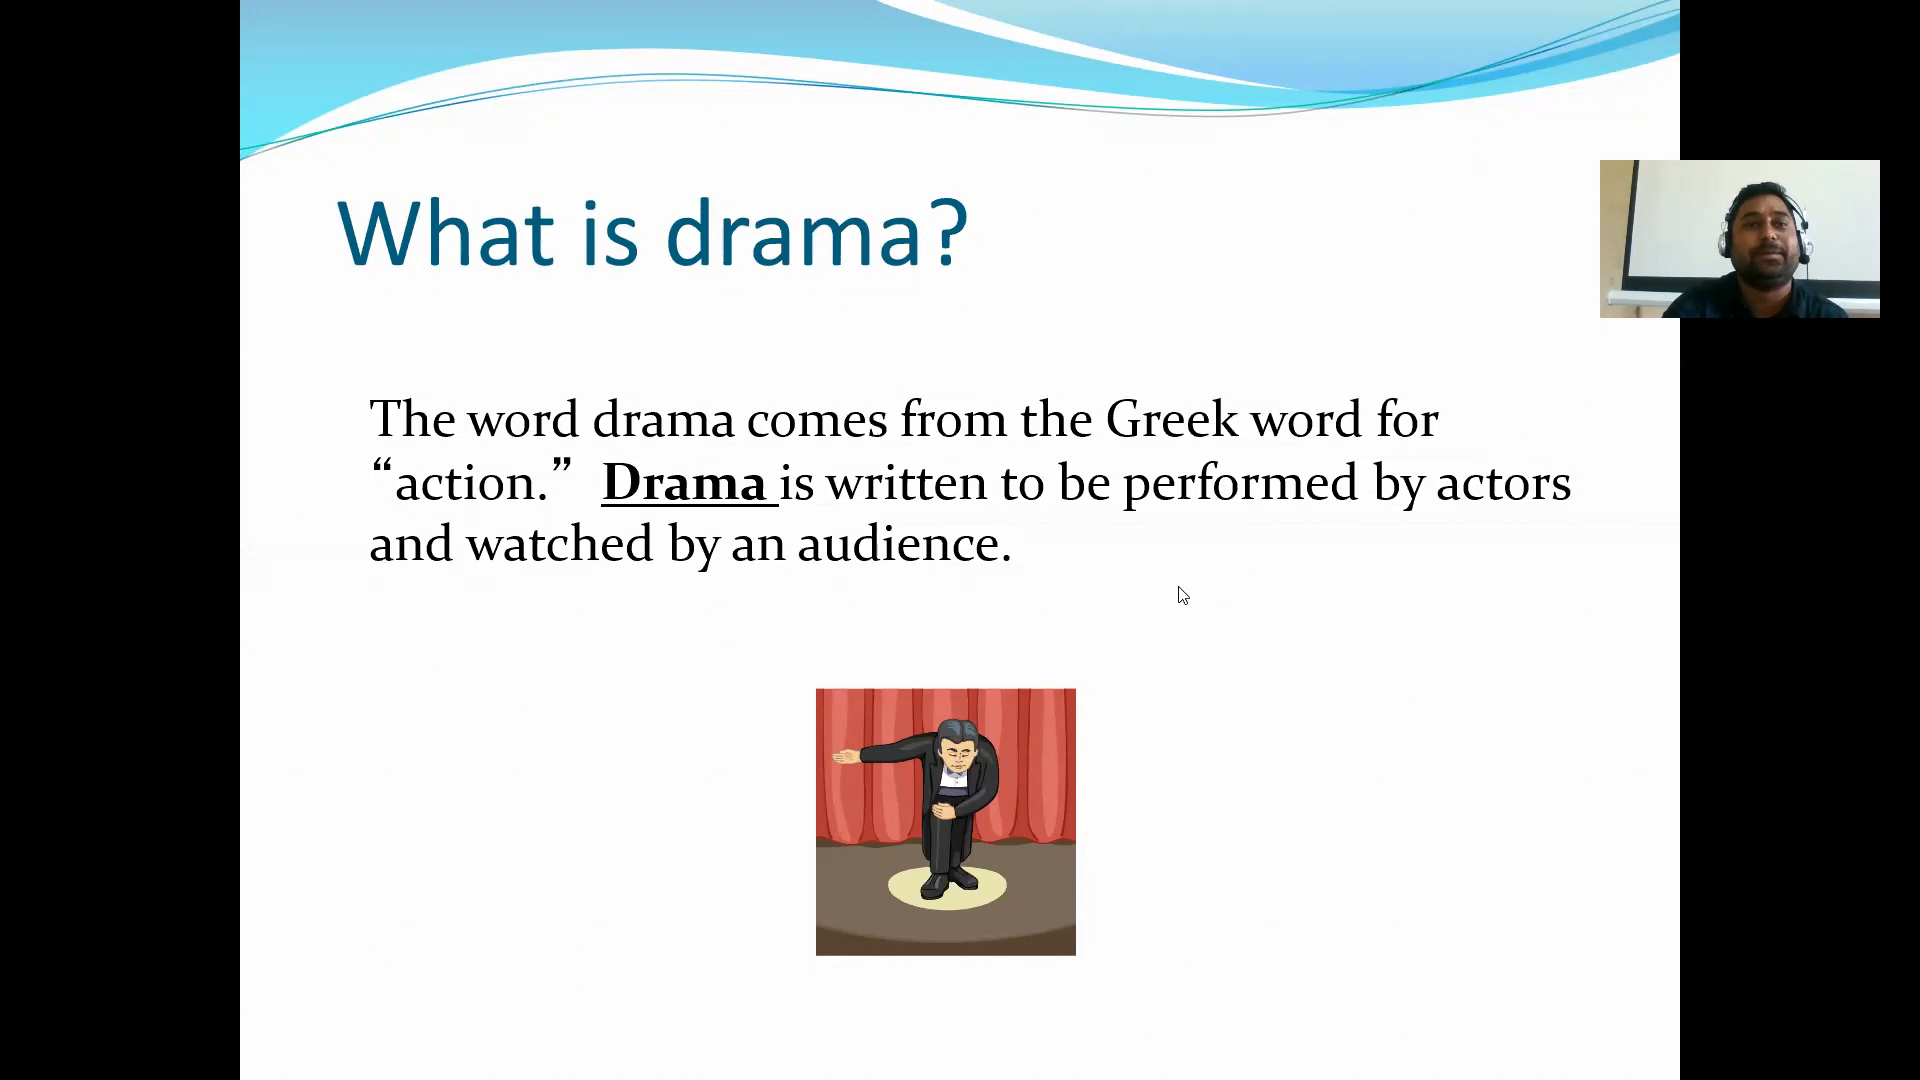 What is drama?
The word drama comes from the Greek word for
“action.” Drama is written to be performed by actors
and watched by an audience.